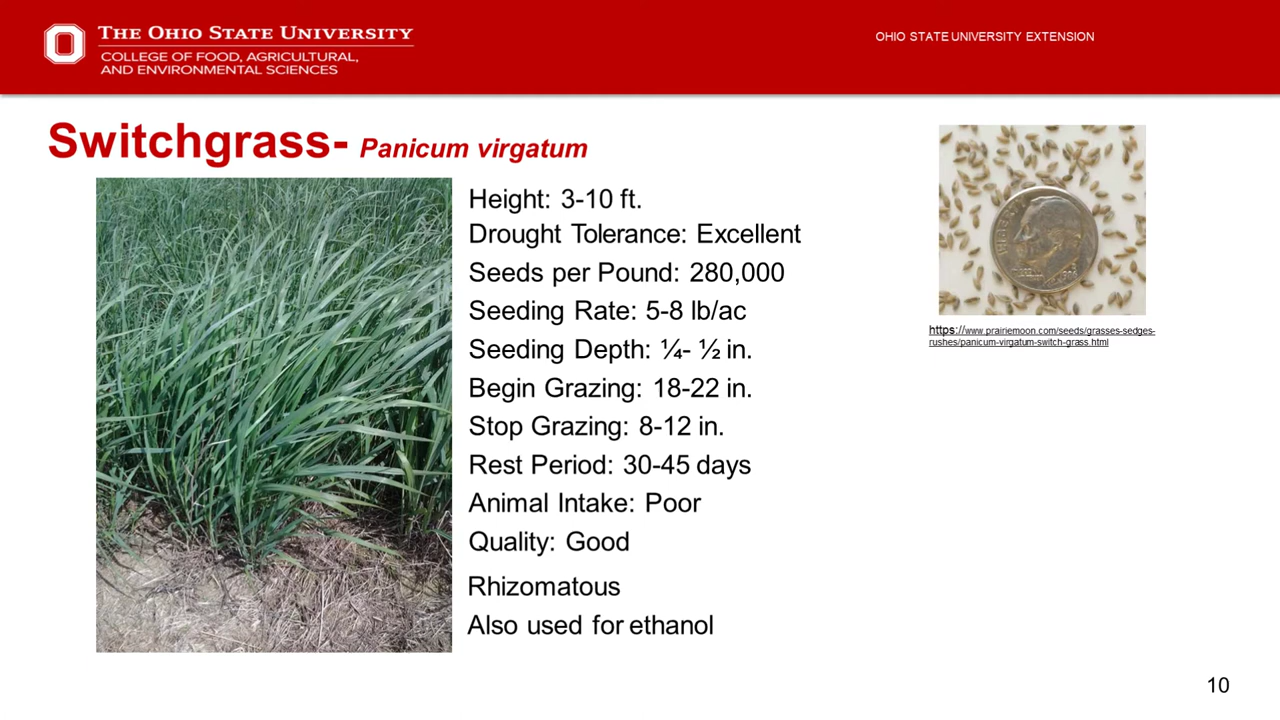 THE OHIO STATE UNIVERSITY
COLLEGE OF FOOD, AGRICULTURAL,
AND ENVIRONMENTAL SCIENCES
OHIO STATE UNIVERSITY EXTENSION
Switchgrass- Panicum virgatum
Height: 3-10 ft.
Drought Tolerance: Excellent
Seeds per Pound: 280,000
Seeding Rate: 5-8 lb/ac
Seeding Depth: ¼- ½ in.
Begin Grazing: 18-22 in.
Stop Grazing: 8-12 in.
Rest Period: 30-45 days
Animal Intake: Poor
Quality: Good
Rhizomatous
Also used for ethanol
https://www.prairiemoon.com/seeds/grasses-sedges-
rushes/panicum-virgatum-switch-grass.html
10